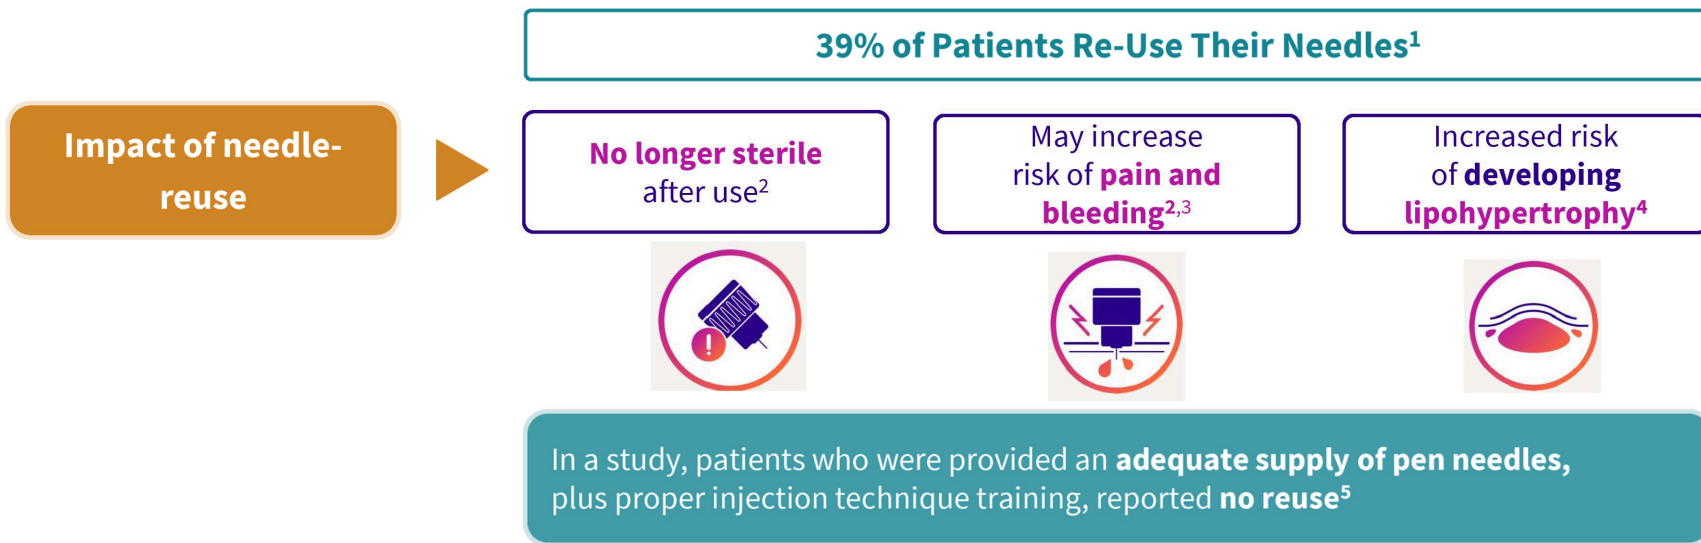 39% of Patients Re-Use Their Needles¹
Impact of needle-
reuse
No longer sterile
after use²
May increase
risk of pain and
bleeding²,³
Increased risk
of developing
lipohypertrophy⁴
!
In a study, patients who were provided an adequate supply of pen needles,
plus proper injection technique training, reported no reuse⁵